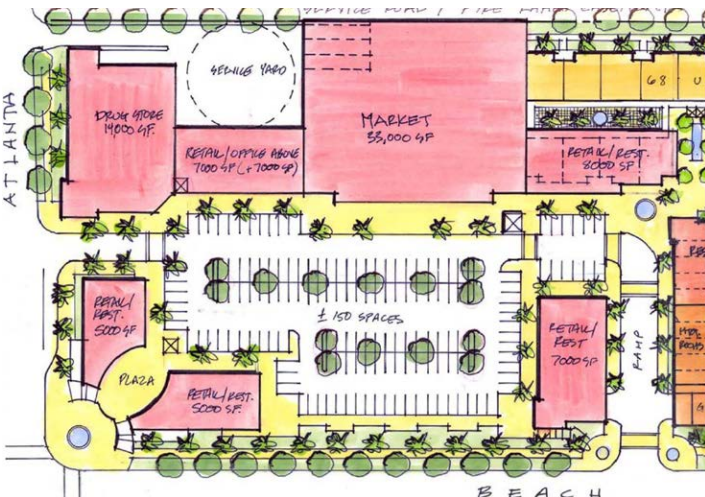 SERVICE ROAD / FIRE
ATLANTA
DRUG STORE
14,000 SF.
SERVICE YARD
RETAIL/OFFICE ABOVE
7000 SF (+7000 SF)
MARKET
33,000 SF
68 U
RETAIL/REST.
8000 SF
RETAIL/
REST.
5000 SF
PLAZA
RETAIL/REST.
5000 SF.
± 150 SPACES
RETAIL/
REST
7000 SF
RAMP
BEACH